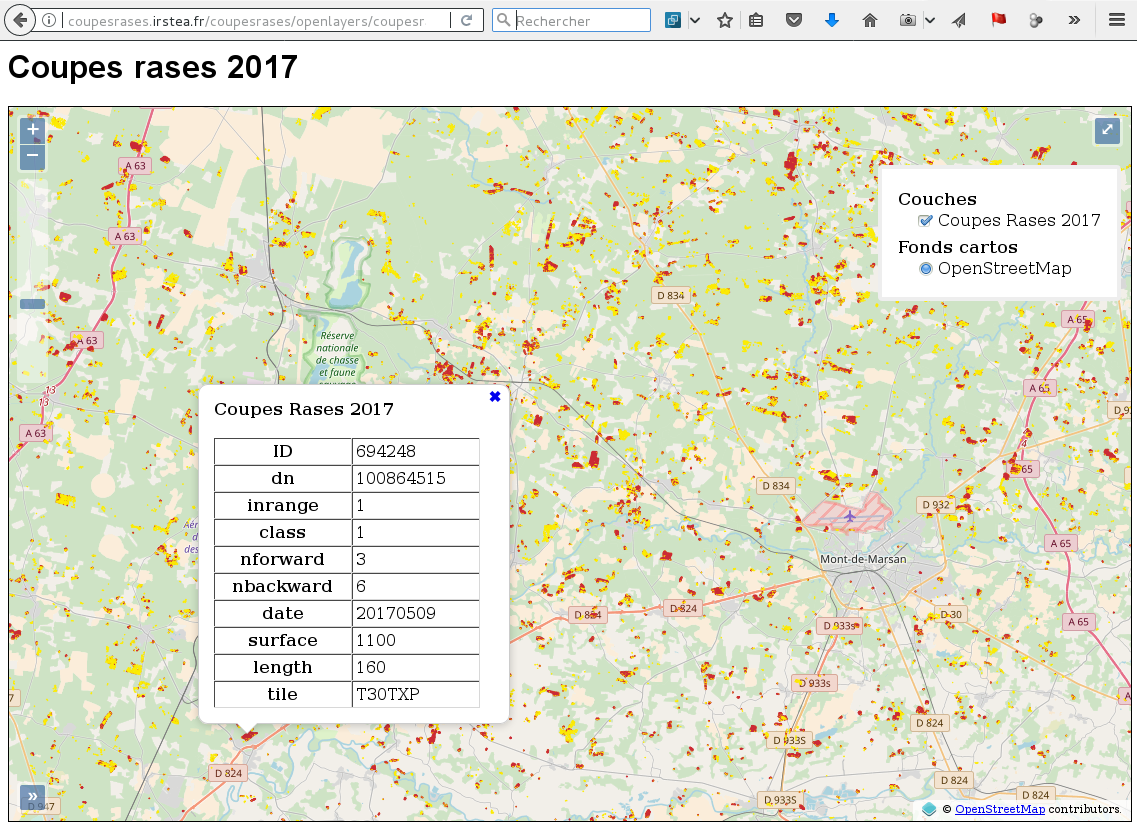 coupesrases.irstea.fr/coupesrases/openlayers/coupesr
Rechercher
Coupes rases 2017
+
−
A 63
A 63
A 63
13
13
A 63
Réserve
nationale
de chasse
et faune
Couches
Coupes Rases 2017
Fonds cartos
OpenStreetMap
D 834
A 65
A 65
4
4
A 65
D 834
D 932
A 65
Mont-de-Marsan
D 824
D 30
D 933s
A 65
D 933s
D 824
D 933S
D 824
D 824
D 933S
Coupes Rases 2017
ID 694248
dn 100864515
inrange 1
class 1
nforward 3
nbackward 6
date 20170509
surface 1100
length 160
tile T30TXP
D 824
»
© OpenStreetMap contributors.